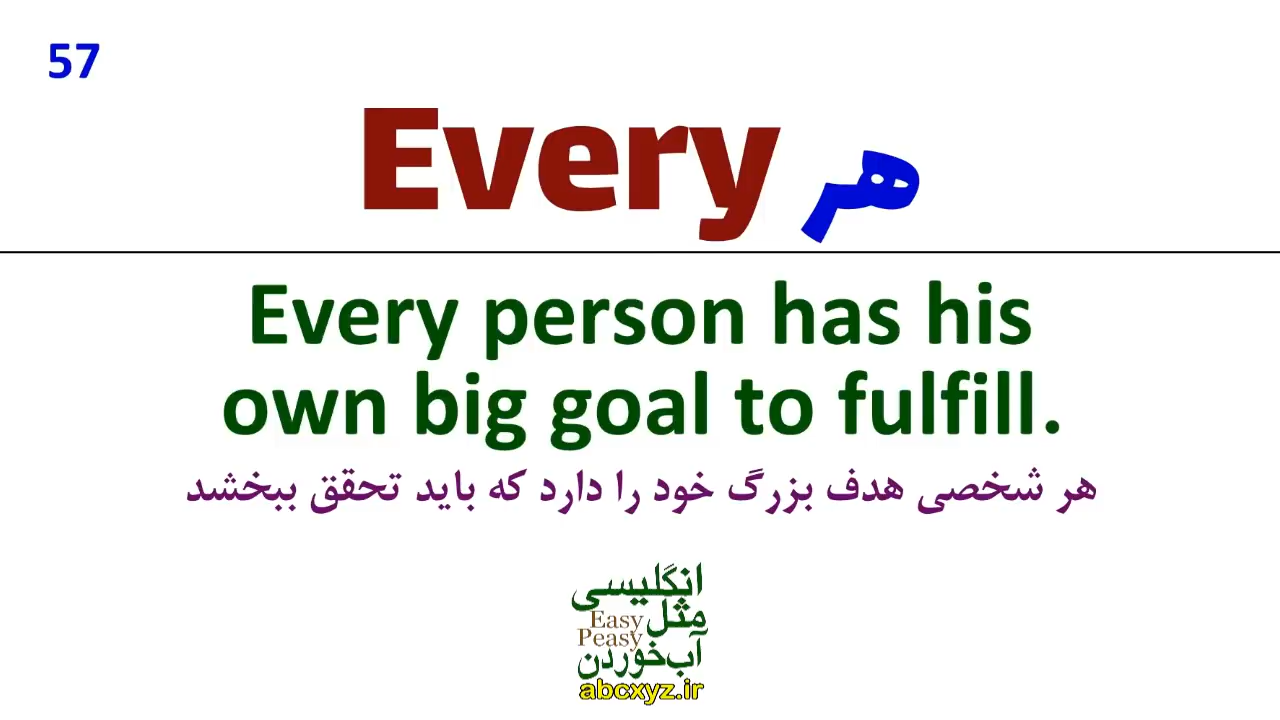 57
Every هر
Every person has his
own big goal to fulfill.
هر شخصی هدف بزرگ خود را دارد که باید تحقق ببخشد
انگلیسی
مثل
Easy
Peasy
آب‌خوردن
abcxyz.ir